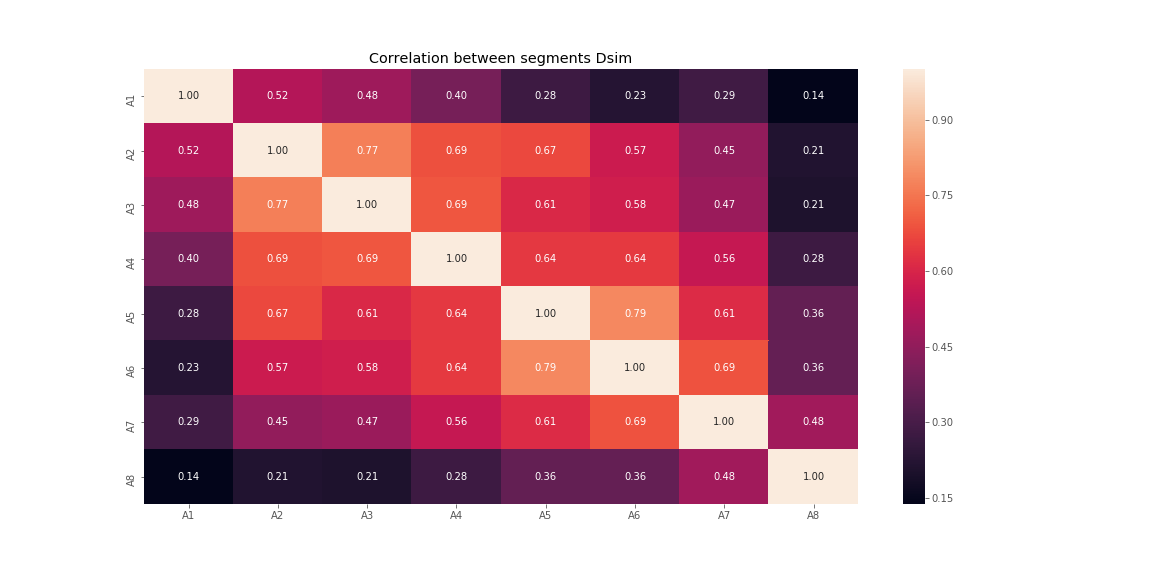 Correlation between segments Dsim
A1 1.00 0.52 0.48 0.40 0.28 0.23 0.29 0.14
A2 0.52 1.00 0.77 0.69 0.67 0.57 0.45 0.21
A3 0.48 0.77 1.00 0.69 0.61 0.58 0.47 0.21
A4 0.40 0.69 0.69 1.00 0.64 0.64 0.56 0.28
A5 0.28 0.67 0.61 0.64 1.00 0.79 0.61 0.36
A6 0.23 0.57 0.58 0.64 0.79 1.00 0.69 0.36
A7 0.29 0.45 0.47 0.56 0.61 0.69 1.00 0.48
A8 0.14 0.21 0.21 0.28 0.36 0.36 0.48 1.00
A1 A2 A3 A4 A5 A6 A7 A8
0.90
0.75
0.60
0.45
0.30
0.15